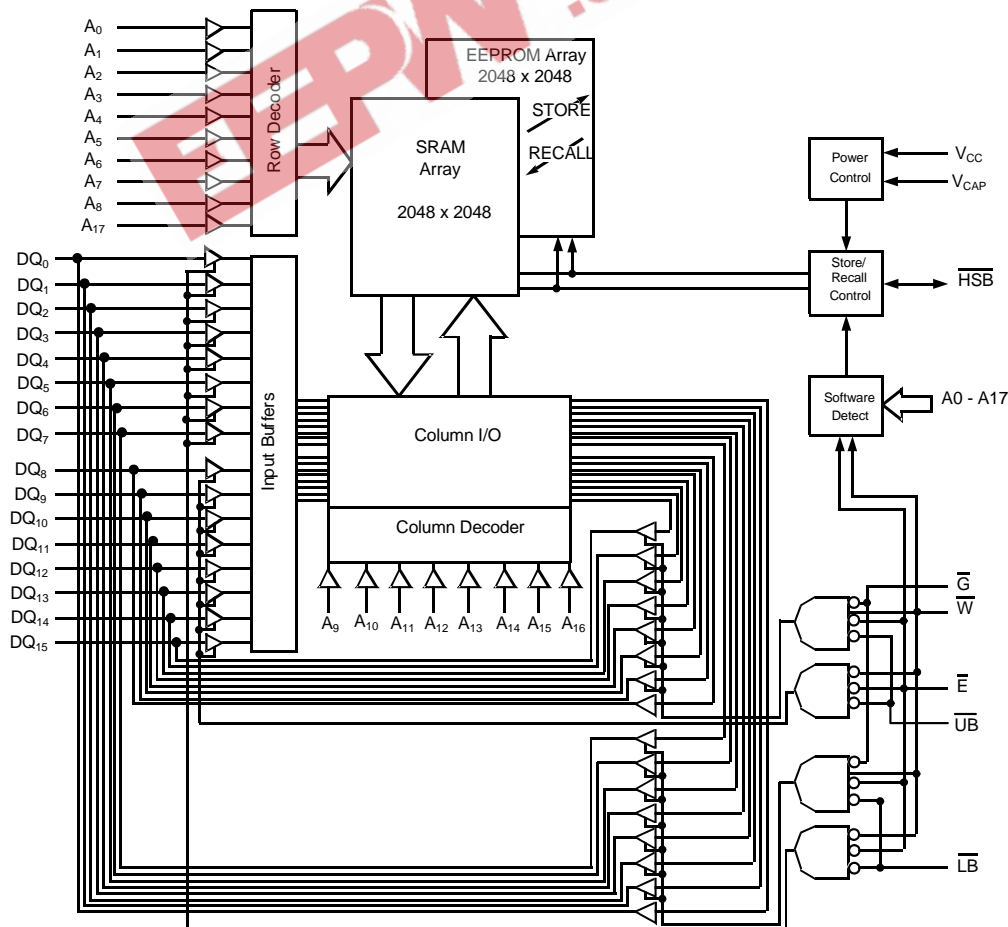 EEPW .c
A0
A1
A2
A3
A4
A5
A6
A7
A8
A17
Row Decoder
EEPROM Array
2048 x 2048
STORE
RECALL
SRAM
Array
2048 x 2048
Power
Control
VCC
VCAP
Store/
Recall
Control
HSB
Software
Detect
A0 - A17
DQ0
DQ1
DQ2
DQ3
DQ4
DQ5
DQ6
DQ7
DQ8
DQ9
DQ10
DQ11
DQ12
DQ13
DQ14
DQ15
Input Buffers
Column I/O
Column Decoder
A9
A10
A11
A12
A13
A14
A15
A16
G
W
E
UB
LB